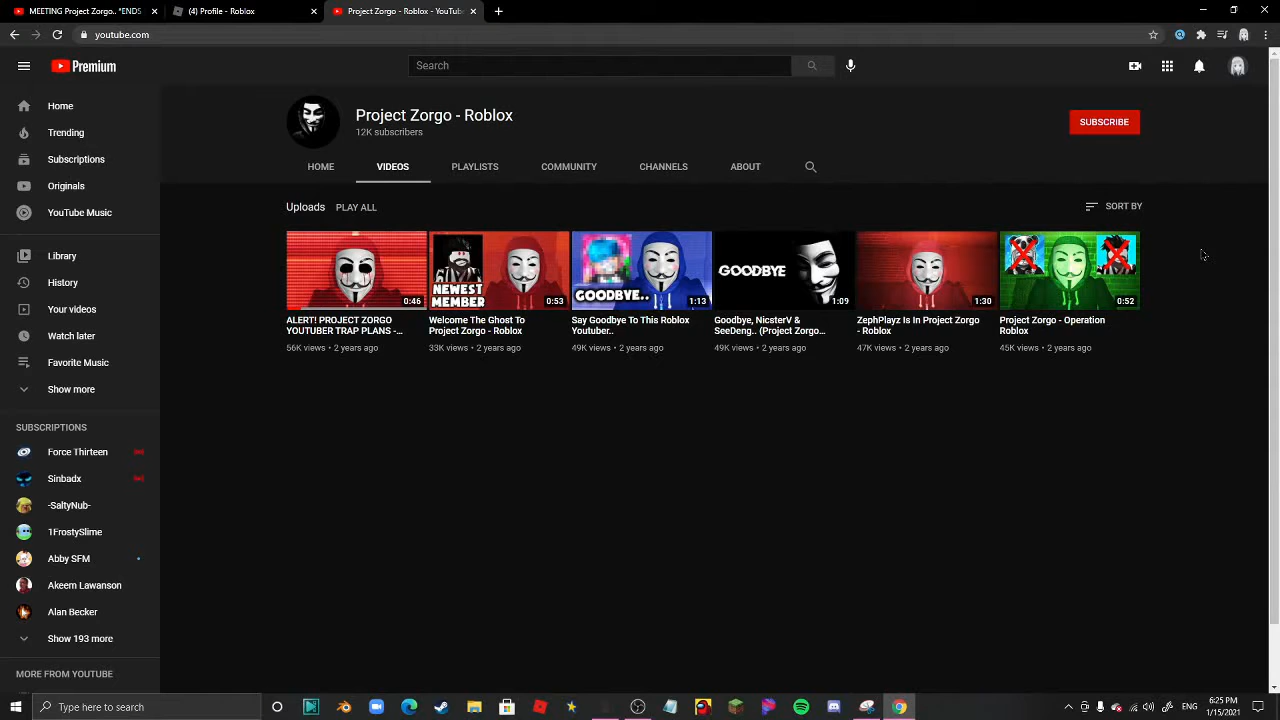 MEETING Project Zorgo.. *ENDS
(4) Profile - Roblox
Project Zorgo - Roblox - YouTube
youtube.com
Premium
Search
Project Zorgo - Roblox
12K subscribers
SUBSCRIBE
HOME
VIDEOS
PLAYLISTS
COMMUNITY
CHANNELS
ABOUT
Uploads
PLAY ALL
SORT BY
0:46
NEWEST
MEMBER
0:53
GOODBYE..
1:13
GOODBYE
1:09
1:30
0:52
ALERT! PROJECT ZORGO
YOUTUBER TRAP PLANS -...
56K views • 2 years ago
Welcome The Ghost To
Project Zorgo - Roblox
33K views • 2 years ago
Say Goodbye To This Roblox
Youtuber..
49K views • 2 years ago
Goodbye, NicsterV &
SeeDeng.. (Project Zorgo...
49K views • 2 years ago
ZephPlayz Is In Project Zorgo
- Roblox
47K views • 2 years ago
Project Zorgo - Operation
Roblox
45K views • 2 years ago
Home
Trending
Subscriptions
Originals
YouTube Music
Library
History
Your videos
Watch later
Favorite Music
Show more
SUBSCRIPTIONS
Force Thirteen
Sinbadx
-SaltyNub-
1FrostySlime
Abby SFM
Akeem Lawanson
Alan Becker
Show 193 more
MORE FROM YOUTUBE
Type here to search
ENG
6:25 PM
1/15/2021